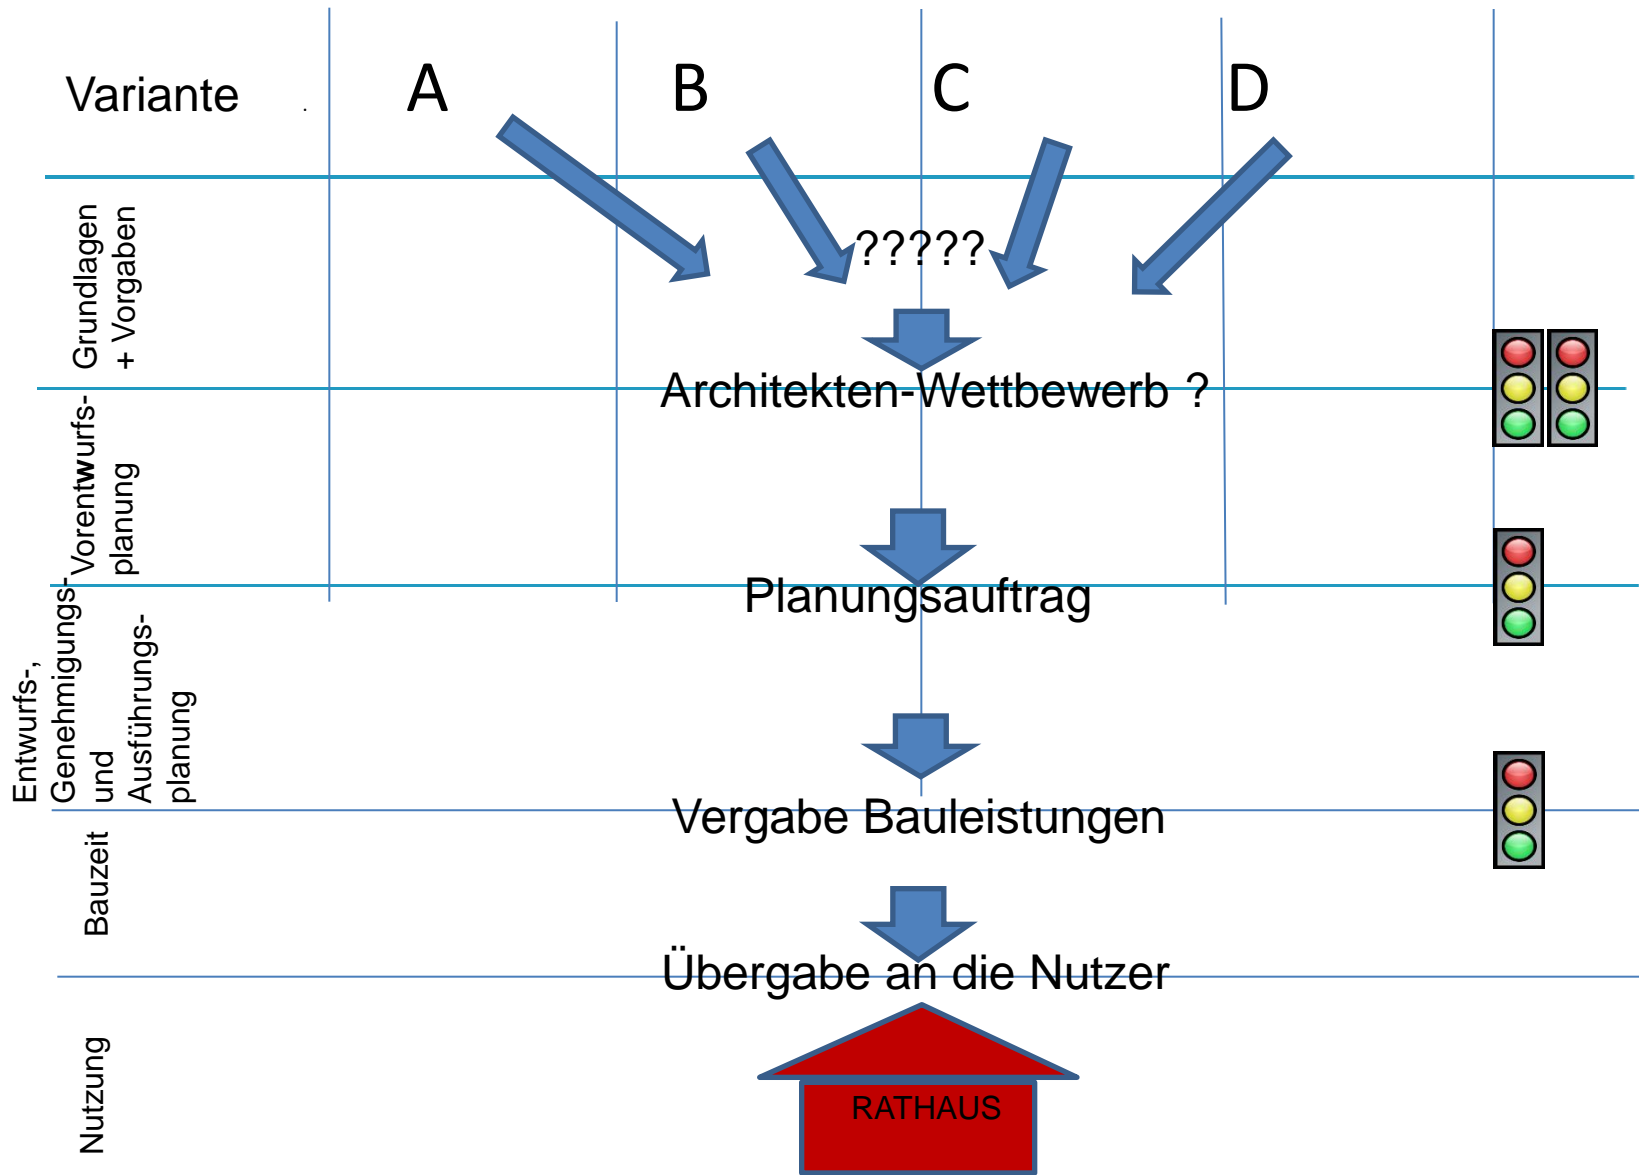 Variante . A B C D
Grundlagen
+ Vorgaben
?????
Architekten-Wettbewerb ?
Vorentwurfs-
planung
Planungsauftrag
Entwurfs-,
Genehmigungs-
und
Ausführungs-
planung
Vergabe Bauleistungen
Bauzeit
Übergabe an die Nutzer
Nutzung
RATHAUS